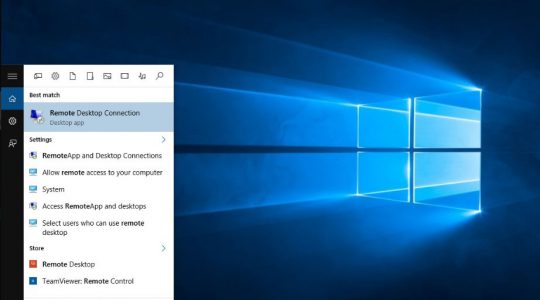 Best match
Remote Desktop Connection
Desktop app
Settings
RemoteApp and Desktop Connections
Allow remote access to your computer
System
Access RemoteApp and desktops
Select users who can use remote
desktop
Store
Remote Desktop
TeamViewer: Remote Control